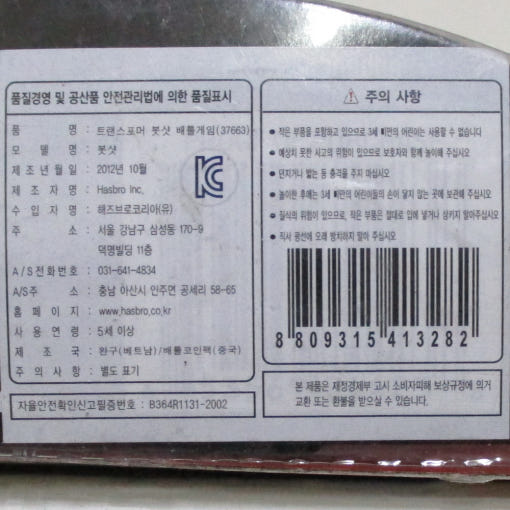 품질경영 및 공산품 안전관리법에 의한 품질표시
품 명 : 트랜스포머 봇샷 배틀게임(37663)
모 델 명 : 봇샷
제조년월일 : 2012년 10월
제 조 자 명 : Hasbro Inc.
수 입 자 명 : 해즈브로코리아(유)
주 소 : 서울 강남구 삼성동 170-9
덕명빌딩 11층
A/S전화번호 : 031-641-4834
A/S주 소 : 충남 아산시 인주면 공세리 58-65
홈 페 이 지 : www.hasbro.co.kr
사 용 연 령 : 5세 이상
제 조 국 : 완구(베트남)/배틀코인팩(중국)
주 의 사 항 : 별도 표기
자율안전확인신고필증번호 : B364R1131-2002
⚠ 주의 사항
● 작은 부품을 포함하고 있으므로 3세 미만의 어린이는 사용할 수 없습니다
● 예상치 못한 사고의 위험이 있으므로 보호자와 함께 놀이해 주십시오
● 던지거나 밟는 등 충격을 주지 마십시오
● 놀이한 후에는 3세 미만의 어린이들의 손이 닿지 않는 곳에 보관해 주십시오
● 질식의 위험이 있으므로, 작은 부품은 절대로 입에 넣거나 삼키지 말아주십시오
● 직사 광선에 오래 방치하지 말아 주십시오
8 809315 413282
본 제품은 재정경제부 고시 소비자피해 보상규정에 의거
교환 또는 환불을 받으실 수 있습니다.